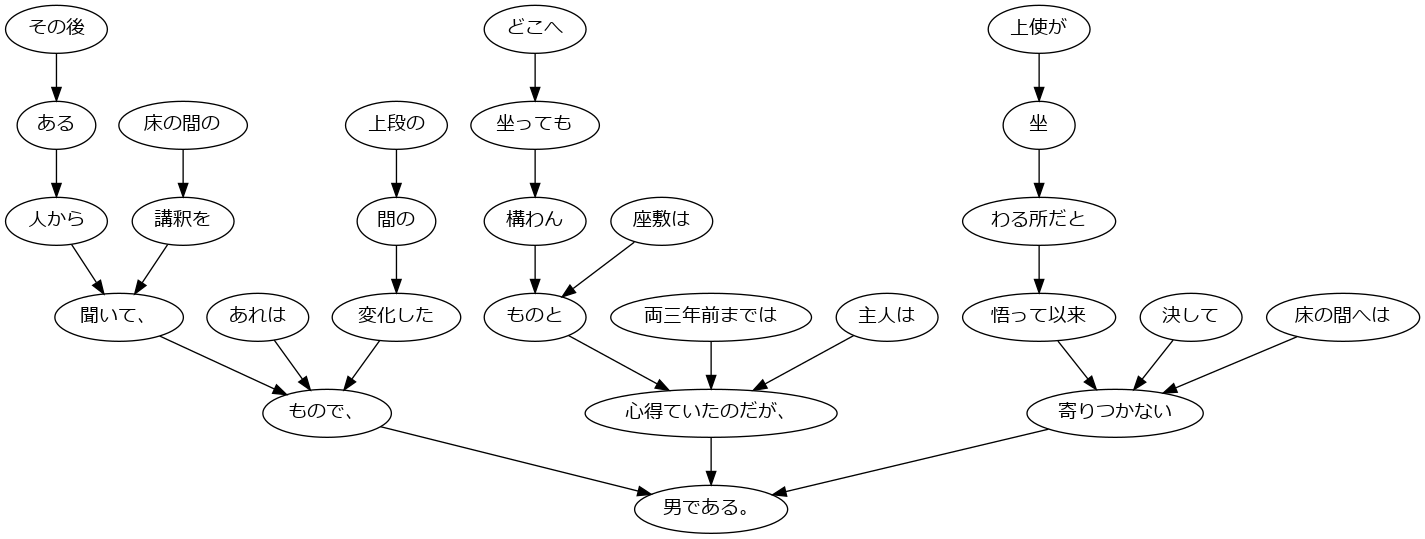 その後
どこへ
上使が
ある
床の間の
上段の
坐っても
坐
人から
講釈を
間の
構わん
座敷は
わる所だと
聞いて、
あれは
変化した
ものと
両三年前までは
主人は
悟って以来
決して
床の間へは
もので、
心得ていたのだが、
寄りつかない
男である。